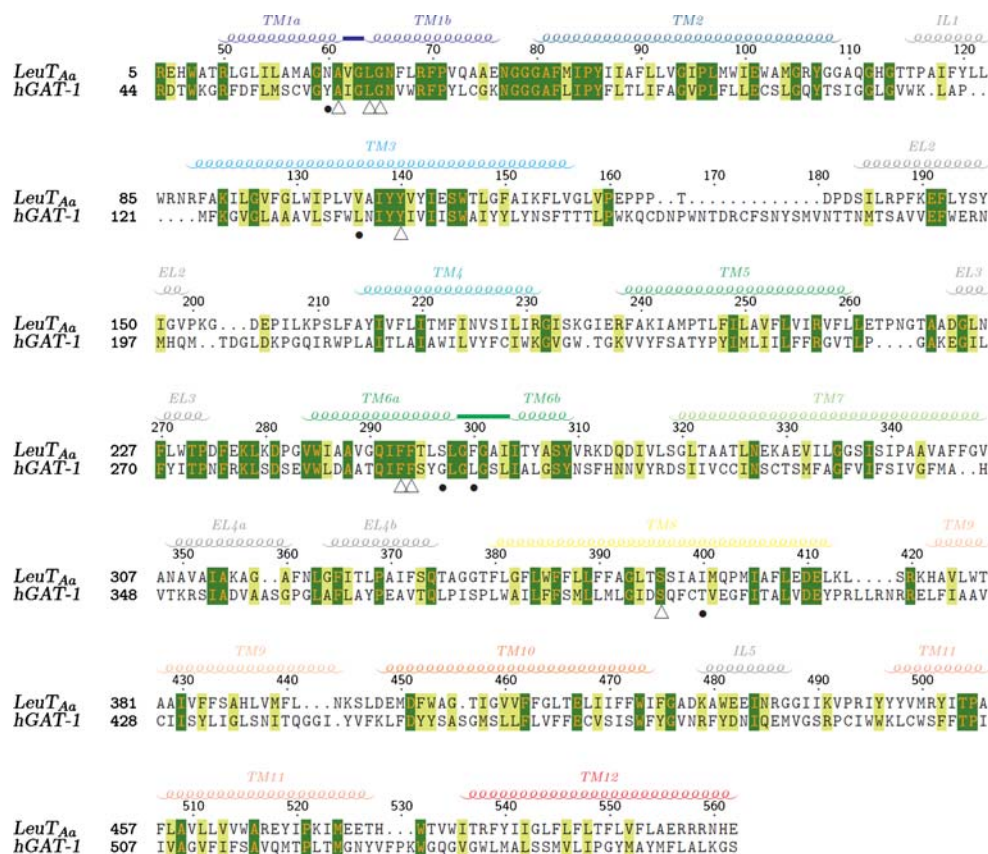 TM1a TM1b TM2 IL1
50 60 70 80 90 100 110 120
LeuTAa 5 REHWATRLGLILAMAGNAVGLGNFLRFPVQAAENGGGAFMIPYIIAFLLVGIPLMWIEWAMGRYGGAQGHGTTPAIFYLL
hGAT-1 44 RDTWKGRFDFLMSCVGYAIGLGNVWRFPYLCGKNGGGAFLIPYFLTLIFAGVPLFLLECSLGQYTSIGGLGVWK.LAP..
TM3 EL2
130 140 150 160 170 180 190
LeuTAa 85 WRNRFAKILGVFGLWIPLVVAIYYVYIESWTLGFAIKFLVGLVPEPPP..T............DPDSILRPFKEFLYSY
hGAT-1 121 ....MFKGVGLAAAVLSFWLNIYYIVIISWAIYYLYNSFTTTLPWKQCDNPWNTDRCFSNYSMVNTTNMTSAVVEFWERN
EL2 TM4 TM5 EL3
200 210 220 230 240 250 260
LeuTAa 150 IGVPKG...DEPILKPSLFAYIVFLITMFINVSILIRGISKGIERFAKIAMPTLFILAVFLVIRVFLLETPNGTAADGLN
hGAT-1 197 MHQM..TDGLDKPGQIRWPLAITLAIAWILVYFCIWKGVGW.TGKVVYFSATYPYIMLIILFFRGVTLP....GAKEGIL
EL3 TM6a TM6b TM7
270 280 290 300 310 320 330 340
LeuTAa 227 FLWTPDFEKLKDPGVWIAAVGQIFFTLSLGFGAIITYASYVRKDQDIVLSGLTAATLNEKAEVILGGSISIPAAVAFFGV
hGAT-1 270 FYITPNFRKLSDSEVWLDAATQIFFSYGLGLGSLIALGSYNSFHNNVYRDSIIVCCINSCTSMFAGFVIFSIVGFMA..H
EL4a EL4b TM8 TM9
350 360 370 380 390 400 410 420
LeuTAa 307 ANAVAIAKAG..AFNLGFITLPAIFSQTAGGTFLGFLWFFLLFFAGLTSSIAIMQPMIAFLEDELKL....SRKHAVLWT
hGAT-1 348 VTKRSIADVAASGPGLAFLAYPEAVTQLPISPLWAILFFSMLLMLGIDSQFCTVEGFITALVDEYPRLLRNRRELFIAAV
TM9 TM10 IL5 TM11
430 440 450 460 470 480 490 500
LeuTAa 381 AAIVFFSAHLVMFL...NKSLDEMDFWAG.TIGVVFFGLTELIIFFWIFGADKAWEEINRGGIIKVPRIYYYVMRYITPA
hGAT-1 428 CIISYLIGLSNITQGGI.YVFKLFDYYSASGMSLLFLVFFECVSISWFYGVNRFYDNIQEMVGSRPCIWWKLCWSFFTPI
TM11 TM12
510 520 530 540 550 560
LeuTAa 457 FLAVLLVVWAREYIPKIMEETH...WTVWITRFYIIGLFLFLTFLVFLAERRRNHE
hGAT-1 507 IVAGVFIFSAVQMTPLTMGNYVFPKWGQGVGWLMALSSMVLIPGYMAYMFLALKGS